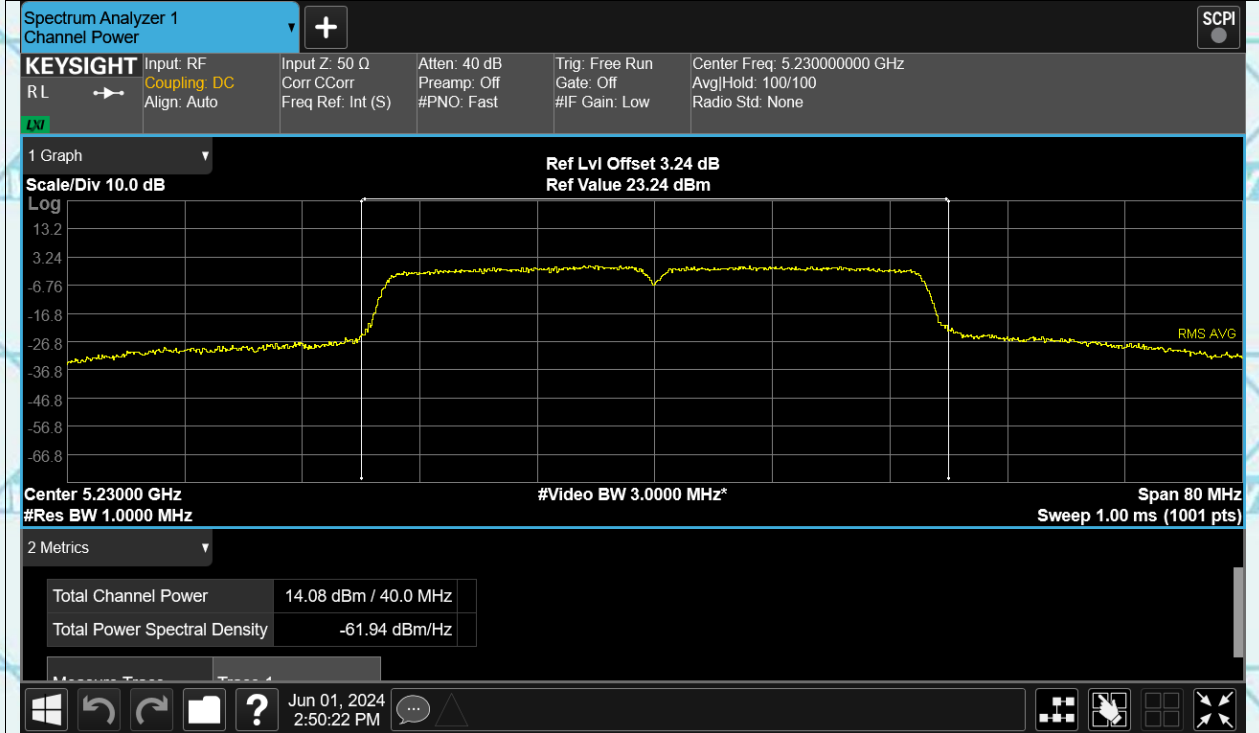 Spectrum Analyzer 1
Channel Power
SCPI
KEYSIGHT
R L
LXI
Input: RF
Coupling: DC
Align: Auto
Input Z: 50 Ω
Corr CCorr
Freq Ref: Int (S)
Atten: 40 dB
Preamp: Off
#PNO: Fast
Trig: Free Run
Gate: Off
#IF Gain: Low
Center Freq: 5.230000000 GHz
Avg|Hold: 100/100
Radio Std: None
1 Graph
Ref Lvl Offset 3.24 dB
Scale/Div 10.0 dB
Ref Value 23.24 dBm
Log
13.2
3.24
-6.76
-16.8
-26.8
-36.8
-46.8
-56.8
-66.8
RMS AVG
Center 5.23000 GHz
#Video BW 3.0000 MHz*
Span 80 MHz
#Res BW 1.0000 MHz
Sweep 1.00 ms (1001 pts)
2 Metrics
Total Channel Power 14.08 dBm / 40.0 MHz
Total Power Spectral Density -61.94 dBm/Hz
Measure Trace Trace 1
Jun 01, 2024
2:50:22 PM